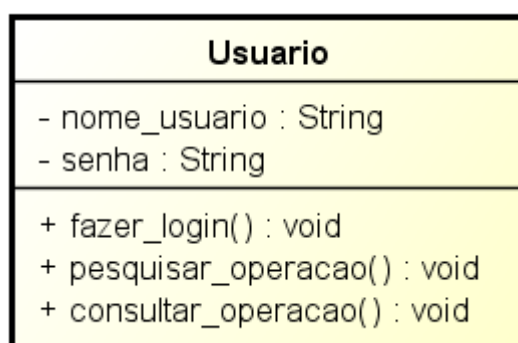 Usuario
- nome_usuario : String
- senha : String
+ fazer_login() : void
+ pesquisar_operacao() : void
+ consultar_operacao() : void